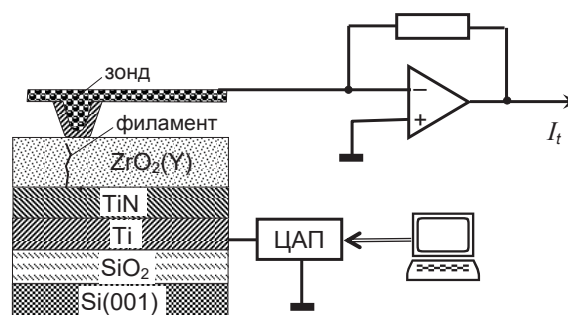 зонд
филамент
ZrO₂(Y)
TiN
Ti
SiO₂
Si(001)
ЦАП
−
+
Iₜ